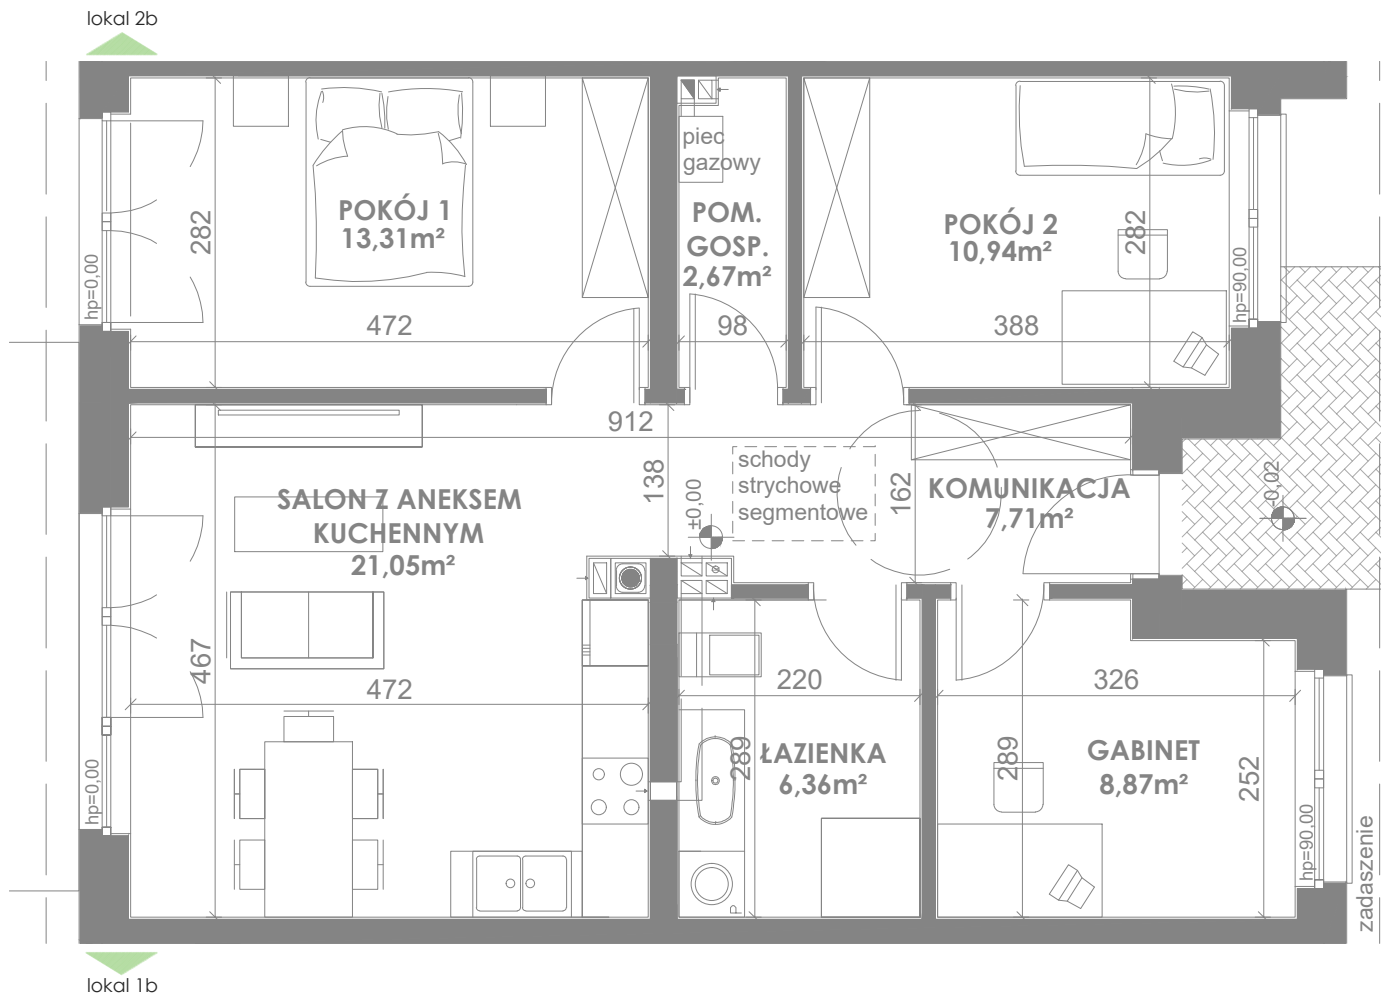 lokal 2b
piec
gazowy
POKÓJ 1
13,31m²
282
POM.
GOSP.
2,67m²
POKÓJ 2
10,94m²
282
hp=0,00
hp=90,00
472
98
388
912
138
±0,00
schody
strychowe
segmentowe
162
KOMUNIKACJA
7,71m²
-0,02
SALON Z ANEKSEM
KUCHENNYM
21,05m²
467
472
220
326
289
ŁAZIENKA
6,36m²
289
GABINET
8,87m²
252
hp=0,00
hp=90,00
zadaszenie
P
lokal 1b